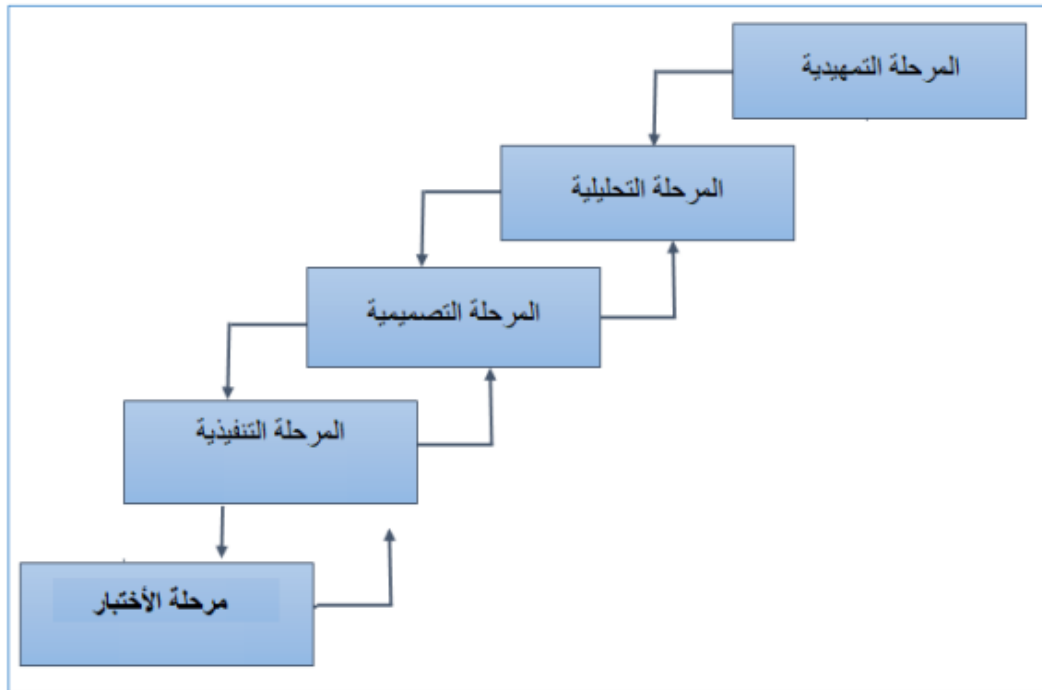 المرحلة التمهيدية
المرحلة التحليلية
المرحلة التصميمية
المرحلة التنفيذية
مرحلة الأختبار